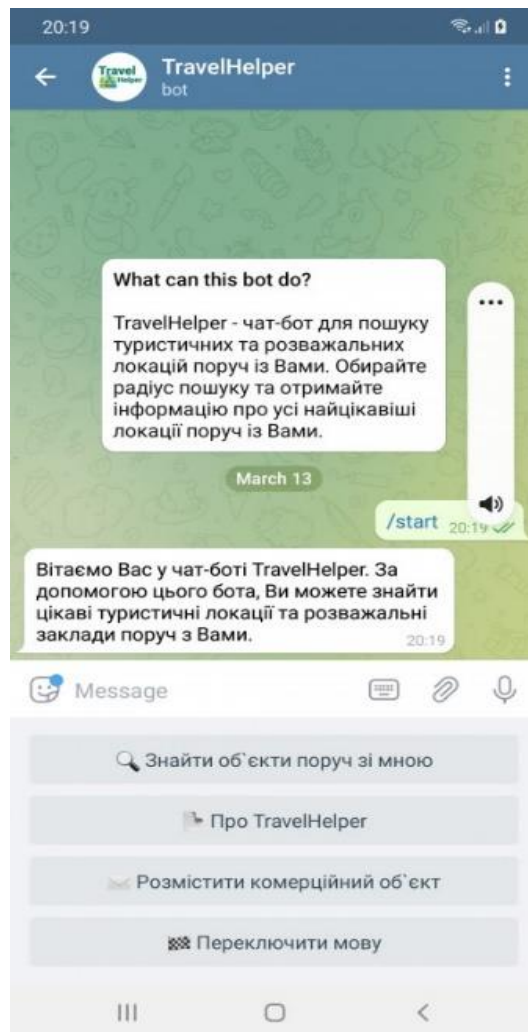 20:19
Travel
Helper
TravelHelper
bot
What can this bot do?
TravelHelper - чат-бот для пошуку
туристичних та розважальних
локацій поруч із Вами. Обирайте
радіус пошуку та отримайте
інформацію про усі найцікавіші
локації поруч із Вами.
March 13
/start 20:19
Вітаємо Вас у чат-боті TravelHelper. За
допомогою цього бота, Ви можете знайти
цікаві туристичні локації та розважальні
заклади поруч з Вами.
20:19
Message
Знайти об`єкти поруч зі мною
Про TravelHelper
Розмістити комерційний об`єкт
Переключити мову